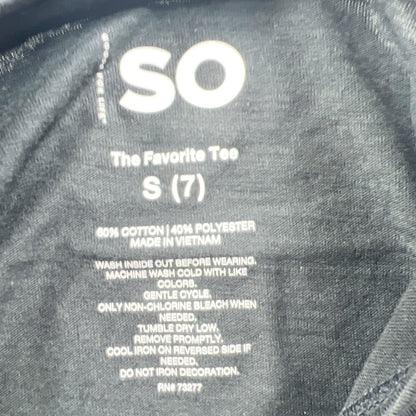 SO
The Favorite Tee
S (7)
60% COTTON | 40% POLYESTER
MADE IN VIETNAM
WASH INSIDE OUT BEFORE WEARING.
MACHINE WASH COLD WITH LIKE
COLORS.
GENTLE CYCLE.
ONLY NON-CHLORINE BLEACH WHEN
NEEDED.
TUMBLE DRY LOW.
REMOVE PROMPTLY.
COOL IRON ON REVERSED SIDE IF
NEEDED.
DO NOT IRON DECORATION.
RN# 73277